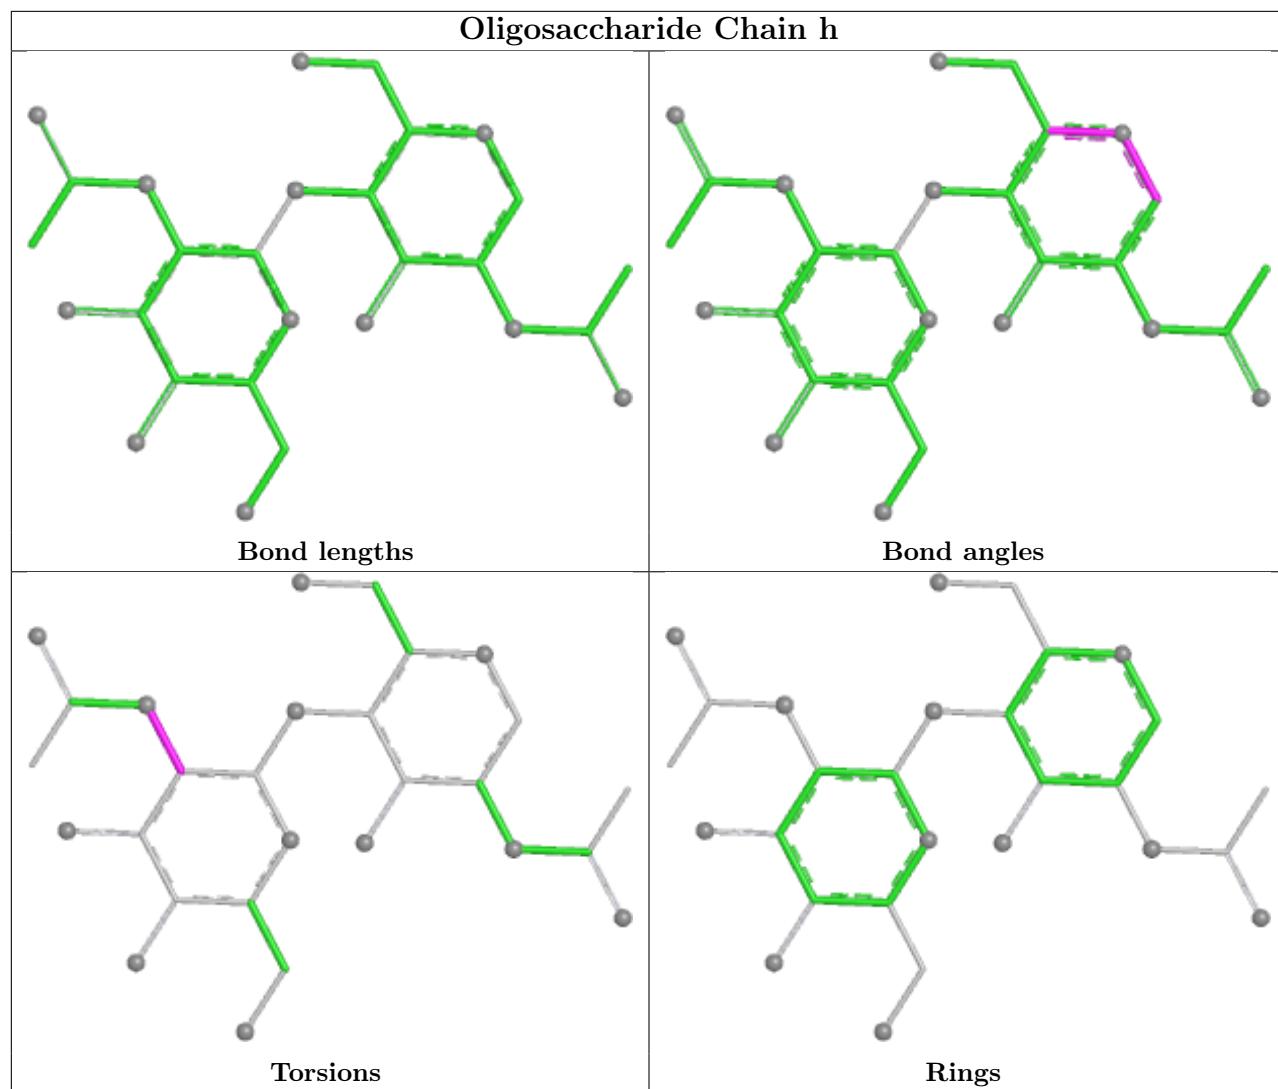 Oligosaccharide Chain h
Bond lengths
Bond angles
Torsions
Rings